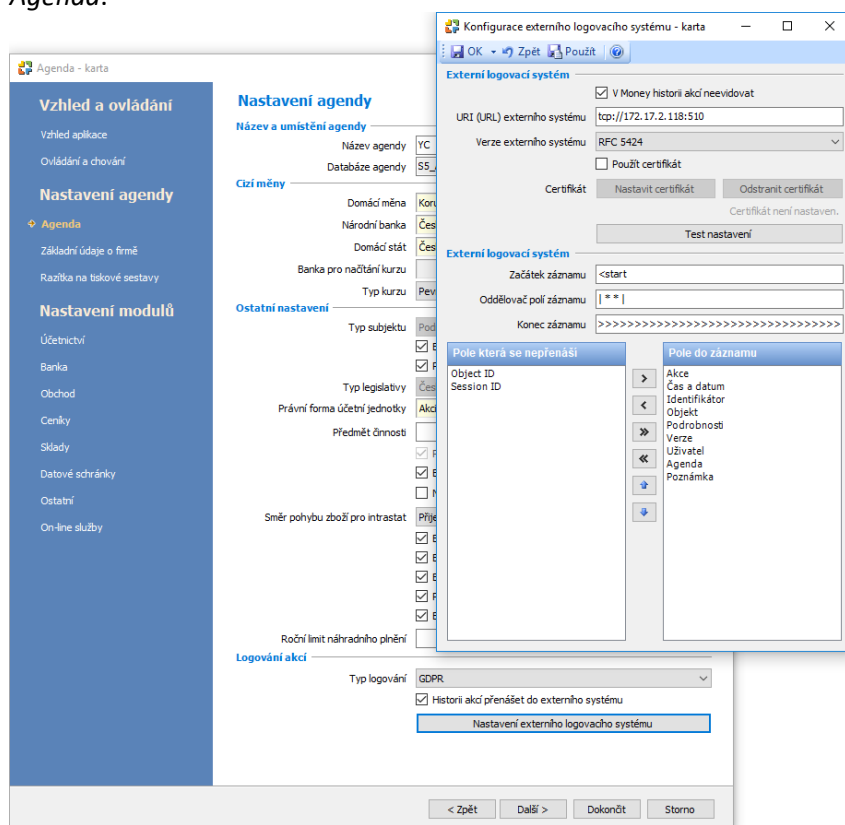 Agenda.
Konfigurace externího logovacího systému - karta
OK Zpět Použít
Externí logovací systém
V Money historii akcí neevidovat
URI (URL) externího systému tcp://172.17.2.118:510
Verze externího systému RFC 5424
Použít certifikát
Certifikát Nastavit certifikát Odstranit certifikát
Certifikát není nastaven.
Test nastavení
Externí logovací systém
Začátek záznamu <start
Oddělovač polí záznamu |**|
Konec záznamu >>>>>>>>>>>>>>>>>>>>>>>>>>>>>>>>>
Pole která se nepřenáší
Object ID
Session ID
Pole do záznamu
Akce
Čas a datum
Identifikátor
Objekt
Podrobnosti
Verze
Uživatel
Agenda
Poznámka
Agenda - karta
Vzhled a ovládání
Vzhled aplikace
Ovládání a chování
Nastavení agendy
Agenda
Základní údaje o firmě
Razítka na tiskové sestavy
Nastavení modulů
Účetnictví
Banka
Obchod
Ceníky
Sklady
Datové schránky
Ostatní
On-line služby
Nastavení agendy
Název a umístění agendy
Název agendy YC
Databáze agendy S5_
Cizí měny
Domácí měna Koru
Národní banka Čes
Domácí stát Čes
Banka pro načítání kurzu
Typ kurzu Pev
Ostatní nastavení
Typ subjektu Pod
Typ legislativy Čes
Právní forma účetní jednotky Akci
Předmět činnosti
Směr pohybu zboží pro intrastat Přije
Roční limit náhradního plnění
Logování akcí
Typ logování GDPR
Historii akcí přenášet do externího systému
Nastavení externího logovacího systému
< Zpět Další > Dokončit Storno